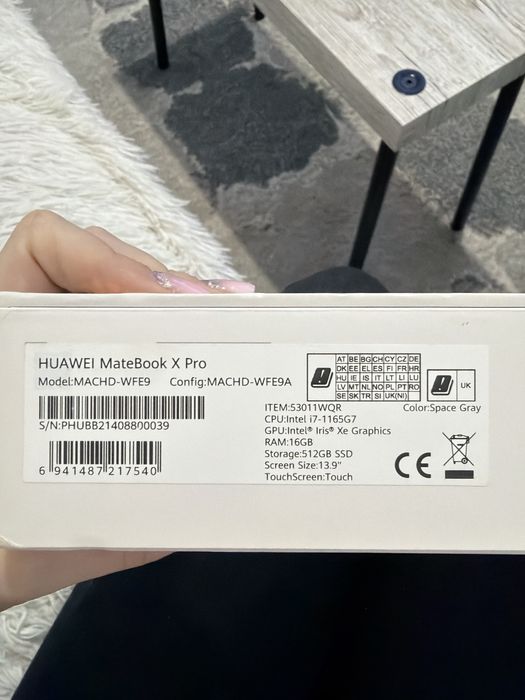 HUAWEI MateBook X Pro
Model:MACHD-WFE9 Config:MACHD-WFE9A
S/N:PHUBB21408800039
6 941487 217540
AT BE BG CH CY CZ DE
DK EE EL ES FI FR HR
HU IE IS IT LT LI LU
LV MT NL NO PL PT RO
SE SK TR SI UK(NI)
UK
ITEM:53011WQR Color:Space Gray
CPU:Intel i7-1165G7
GPU:Intel® Iris® Xe Graphics
RAM:16GB
Storage:512GB SSD
Screen Size:13.9"
TouchScreen:Touch
CE